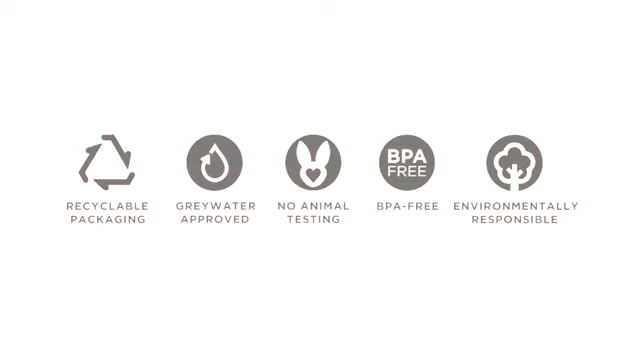 RECYCLABLE
PACKAGING
GREYWATER
APPROVED
NO ANIMAL
TESTING
BPA
FREE
BPA-FREE
ENVIRONMENTALLY
RESPONSIBLE